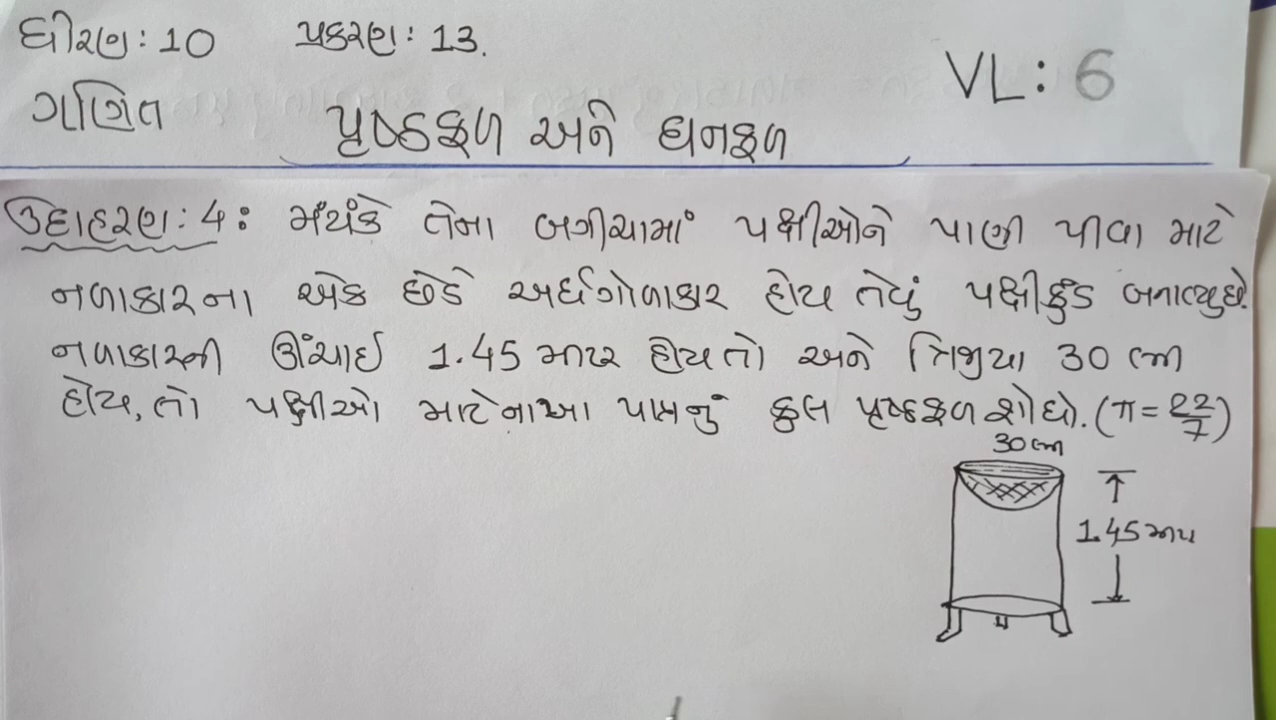 ધોરણ: 10 પ્રકરણ: 13.
VL: 6
ગણિત
પૃષ્ઠફળ અને ઘનફળ
ઉદાહરણ: 4: મયંકે તેના બગીચામાં પક્ષીઓને પાણી પીવા માટે
નળાકારના એક છેડે અર્ધગોળાકાર હોય તેવું પક્ષીકુંડ બનાવ્યુ છે.
નળાકારની ઊંચાઈ 1.45 મીટર હોય તો અને ત્રિજ્યા 30 cm
હોય, તો પક્ષીઓ માટેના આ પાત્રનું કુલ પૃષ્ઠફળ શોધો. (π = 22/7)
30 cm
1.45 મીટર